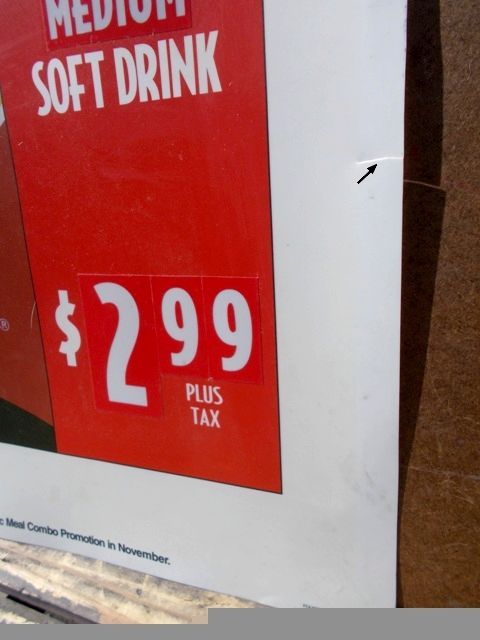 MEDIUM
SOFT DRINK
$2.99
PLUS
TAX
®
c Meal Combo Promotion in November.